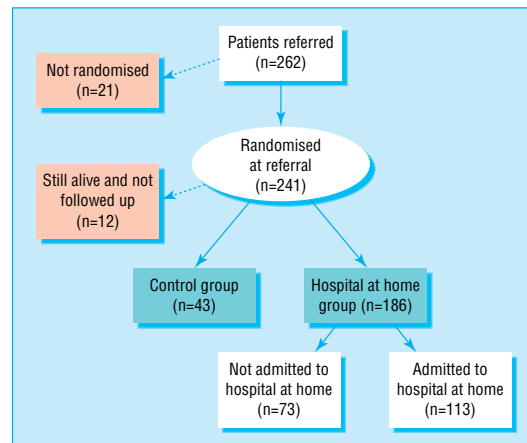 Patients referred
(n=262)
Not randomised
(n=21)
Randomised
at referral
(n=241)
Still alive and not
followed up
(n=12)
Control group
(n=43)
Hospital at home
group (n=186)
Not admitted to
hospital at home
(n=73)
Admitted to
hospital at home
(n=113)